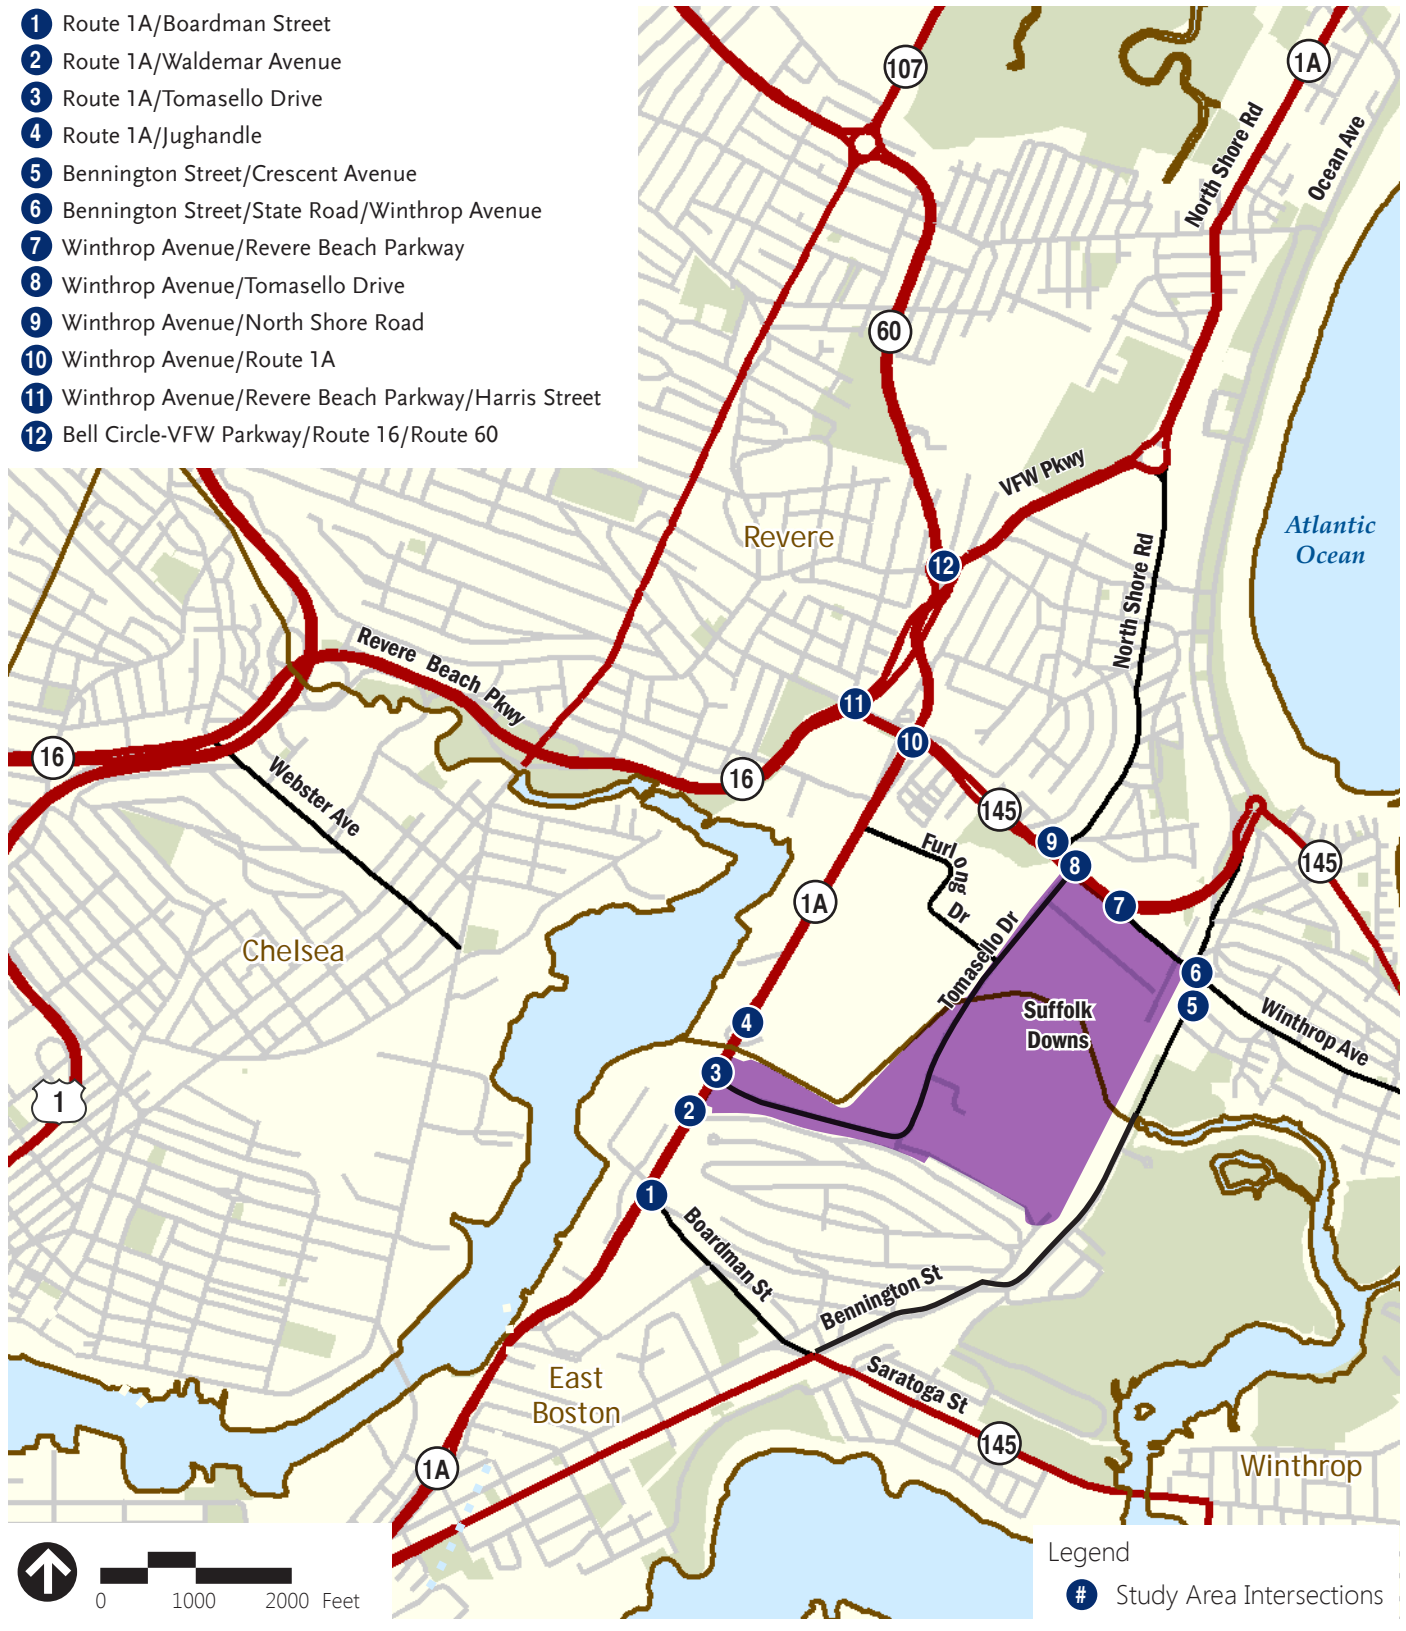 1 Route 1A/Boardman Street
2 Route 1A/Waldemar Avenue
3 Route 1A/Tomasello Drive
4 Route 1A/Jughandle
5 Bennington Street/Crescent Avenue
6 Bennington Street/State Road/Winthrop Avenue
7 Winthrop Avenue/Revere Beach Parkway
8 Winthrop Avenue/Tomasello Drive
9 Winthrop Avenue/North Shore Road
10 Winthrop Avenue/Route 1A
11 Winthrop Avenue/Revere Beach Parkway/Harris Street
12 Bell Circle-VFW Parkway/Route 16/Route 60
107
1A
North Shore Rd
Ocean Ave
60
VFW Pkwy
Revere
Atlantic
Ocean
12
North Shore Rd
Revere Beach Pkwy
11
10
16
16
Webster Ave
145
9
8
145
Furlong Dr
1A
7
Tomasello Dr
Chelsea
6
5
Suffolk
Downs
Winthrop Ave
4
3
2
1
1
Boardman St
Bennington St
Saratoga St
East
Boston
145
1A
Winthrop
0 1000 2000 Feet
Legend
# Study Area Intersections